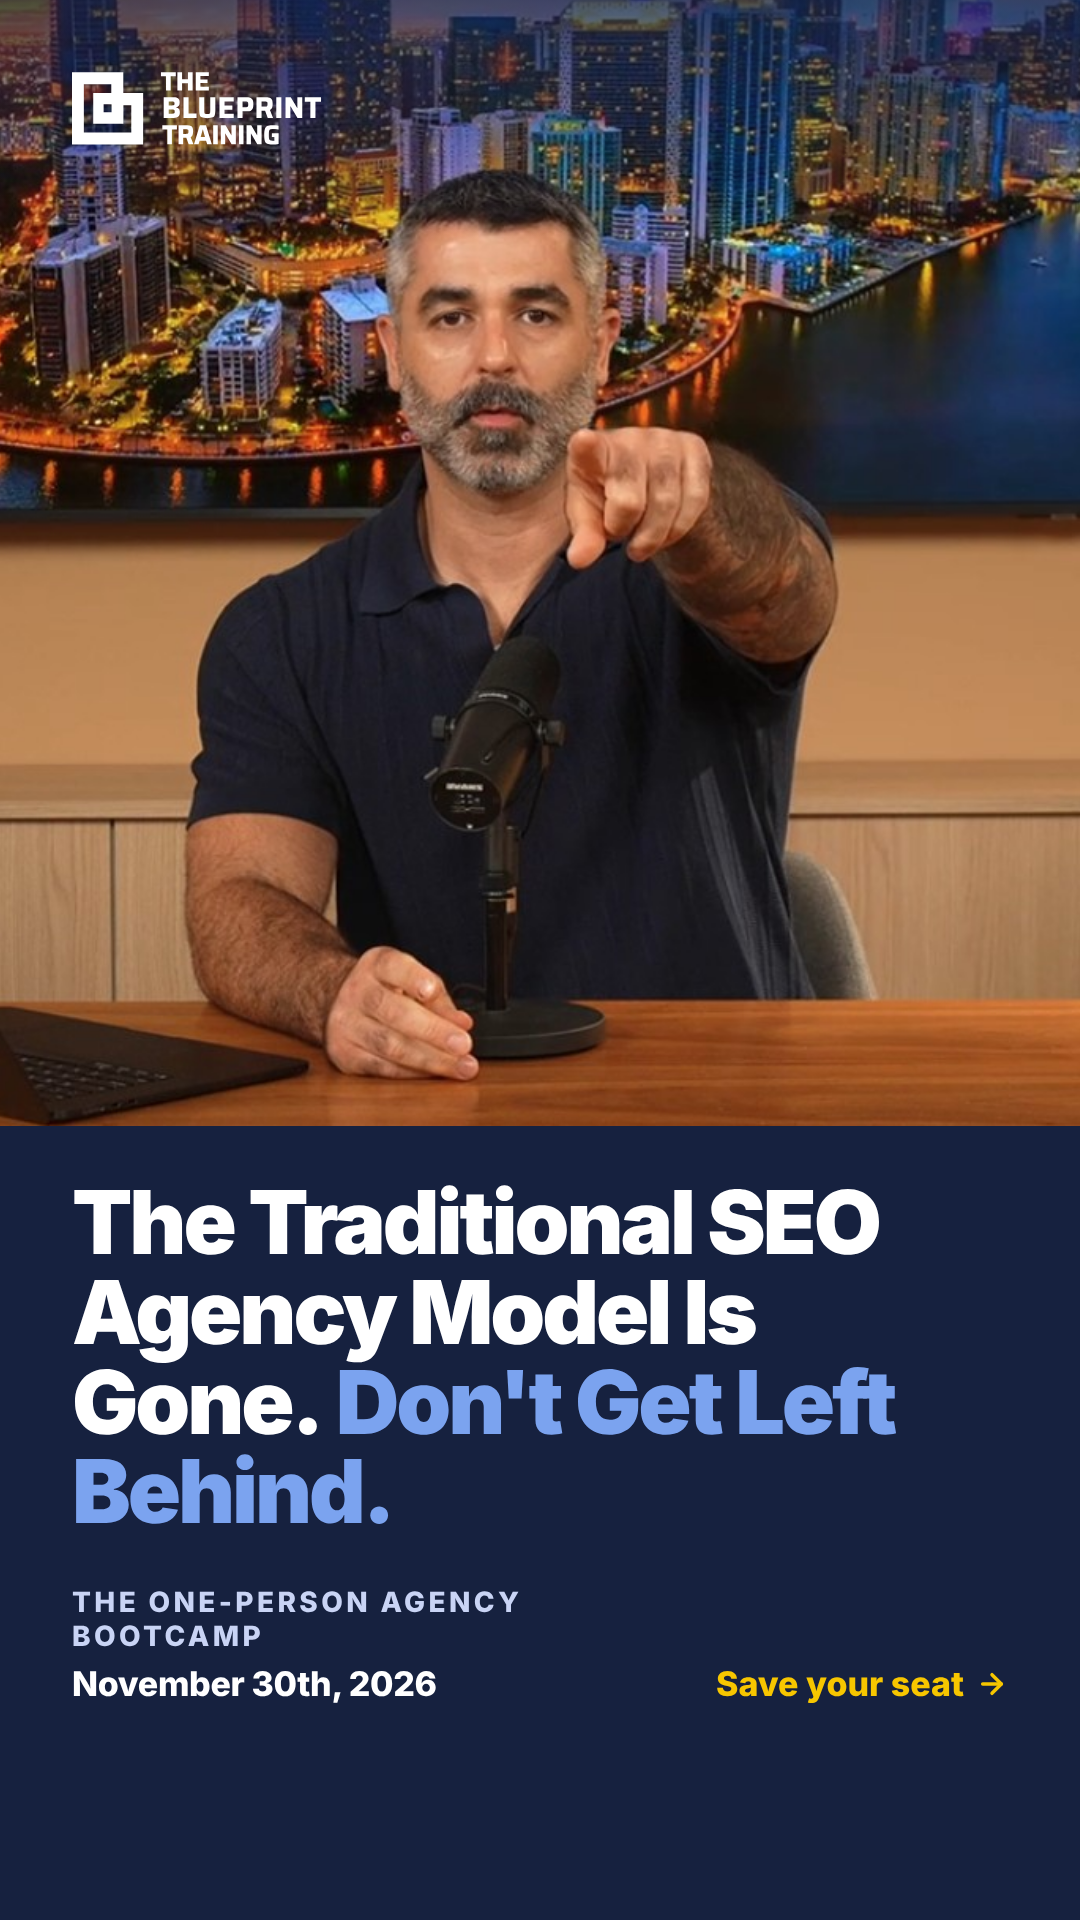 THE
BLUEPRINT
TRAINING
The Traditional SEO
Agency Model Is
Gone. Don't Get Left
Behind.
THE ONE-PERSON AGENCY
BOOTCAMP
November 30th, 2026
Save your seat →